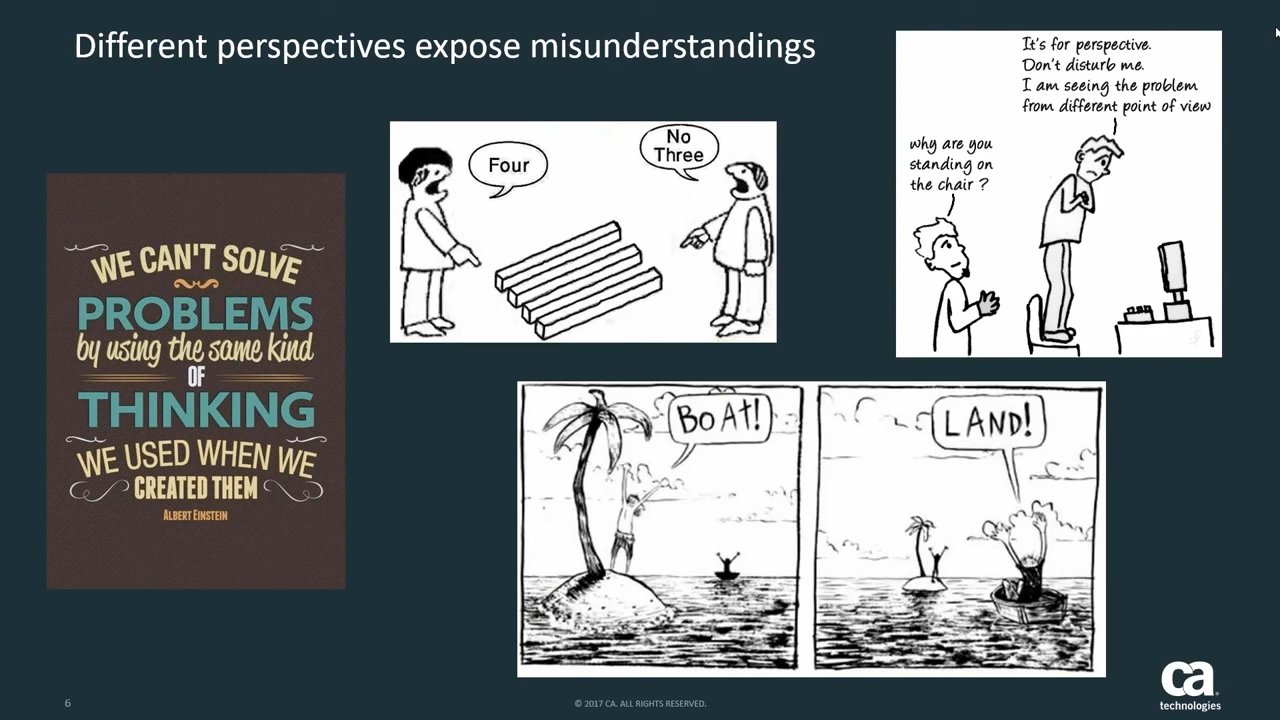 Different perspectives expose misunderstandings
WE CAN'T SOLVE
PROBLEMS
by using the same kind
OF
THINKING
WE USED WHEN WE
CREATED THEM
ALBERT EINSTEIN
Four
No
Three
It's for perspective.
Don't disturb me.
I am seeing the problem
from different point of view
why are you
standing on
the chair ?
BOAT!
LAND!
6
© 2017 CA. ALL RIGHTS RESERVED.
ca
technologies